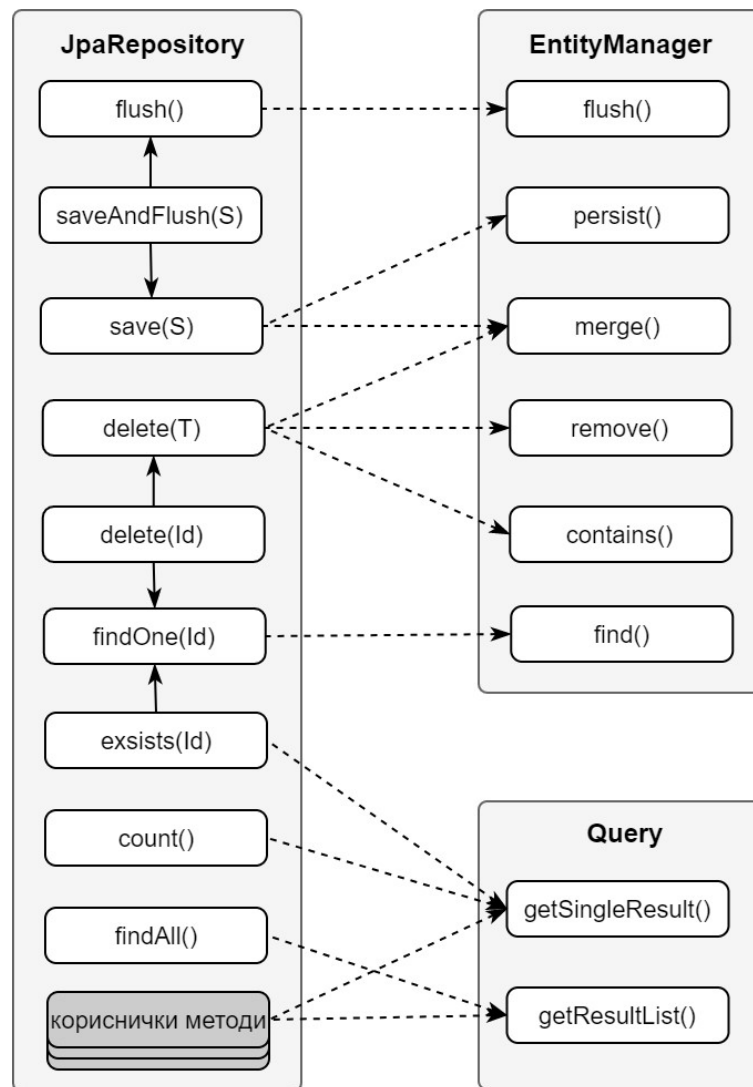 JpaRepository
flush()
saveAndFlush(S)
save(S)
delete(T)
delete(Id)
findOne(Id)
exsists(Id)
count()
findAll()
кориснички методи
EntityManager
flush()
persist()
merge()
remove()
contains()
find()
Query
getSingleResult()
getResultList()